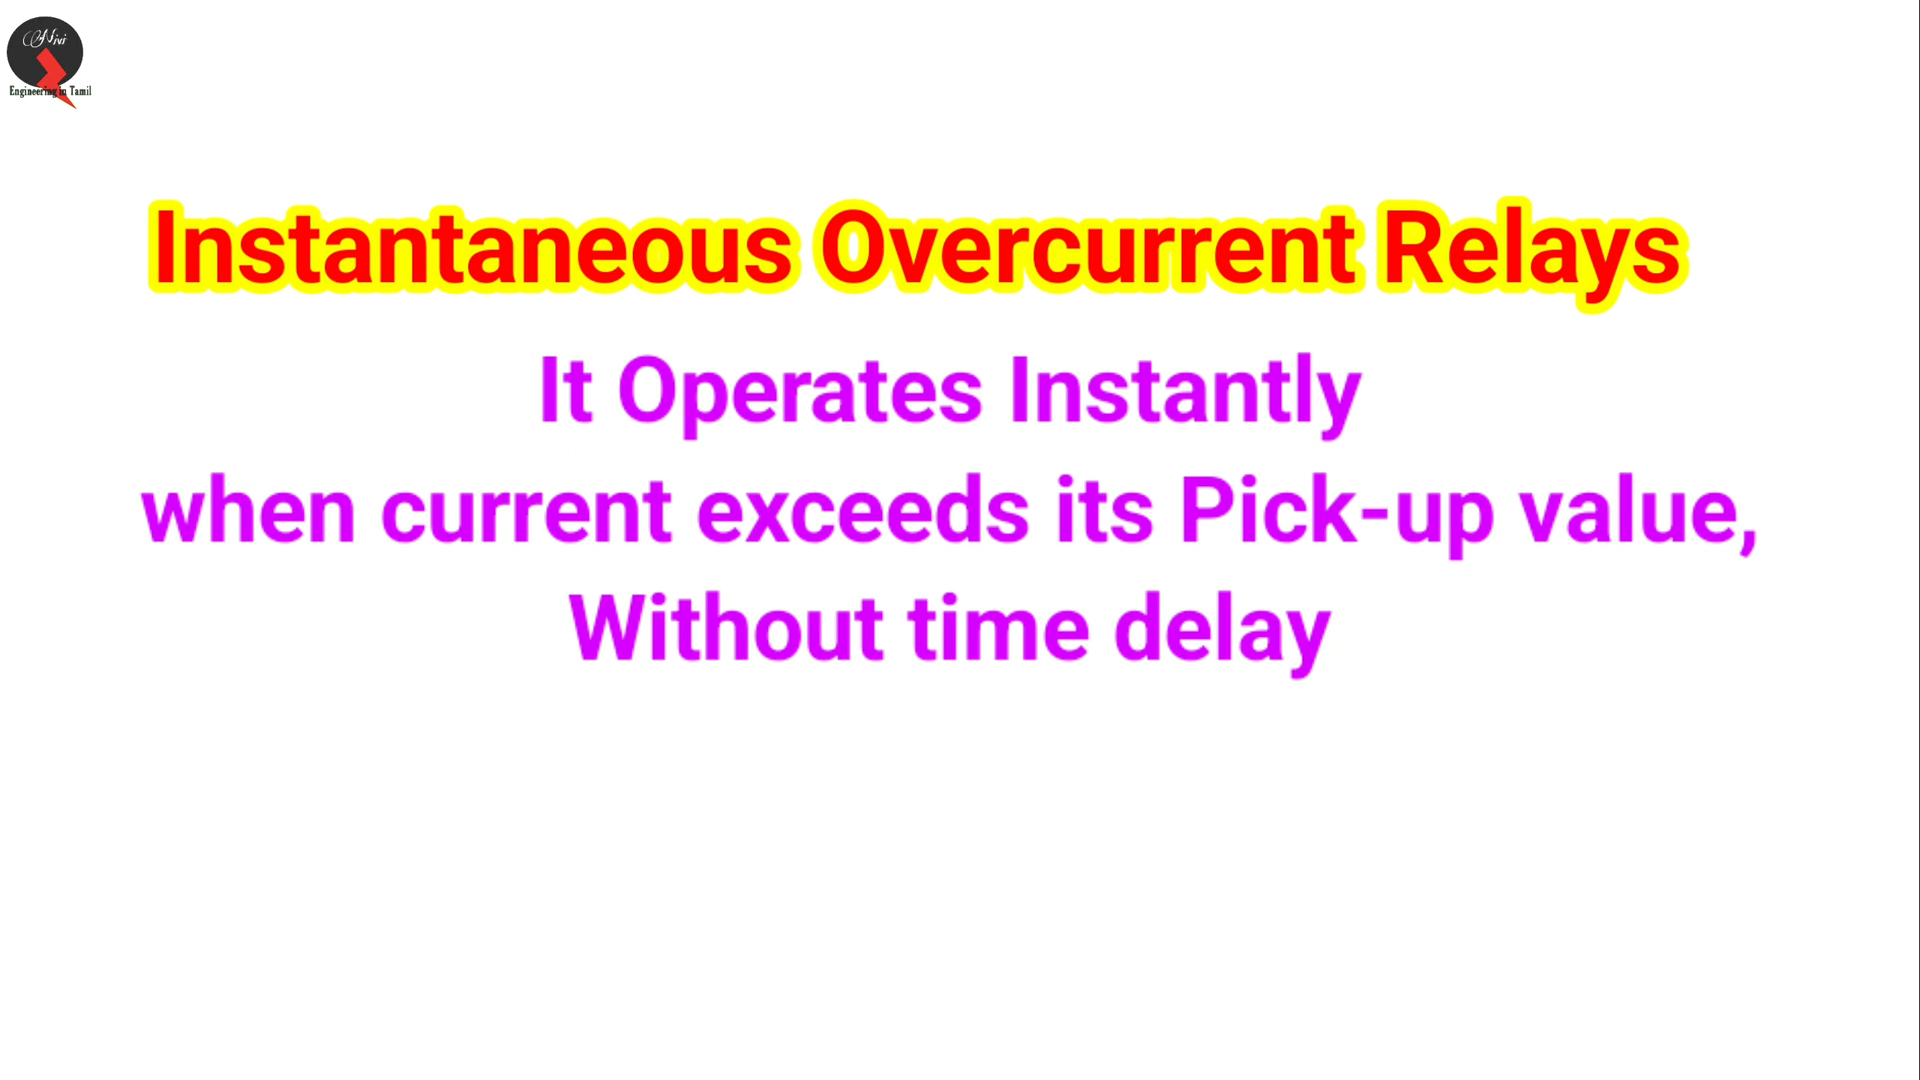 Nivi
Engineering in Tamil
Instantaneous Overcurrent Relays
It Operates Instantly
when current exceeds its Pick-up value,
Without time delay